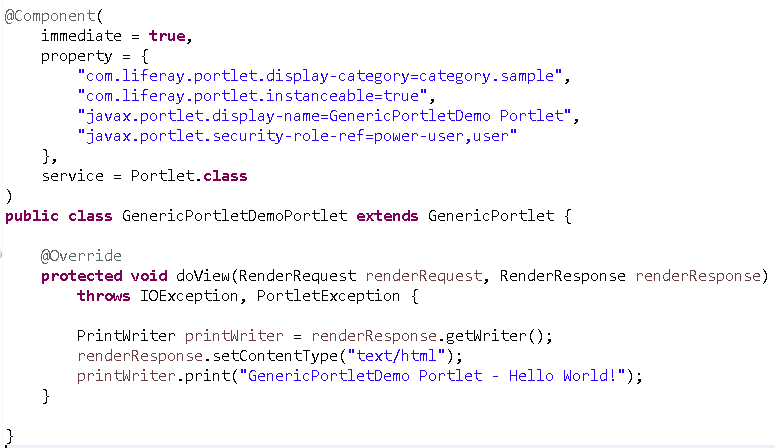 @Component(
    immediate = true,
    property = {
        "com.liferay.portlet.display-category=category.sample",
        "com.liferay.portlet.instanceable=true",
        "javax.portlet.display-name=GenericPortletDemo Portlet",
        "javax.portlet.security-role-ref=power-user,user"
    },
    service = Portlet.class
)
public class GenericPortletDemoPortlet extends GenericPortlet {
    @Override
    protected void doView(RenderRequest renderRequest, RenderResponse renderResponse)
        throws IOException, PortletException {
        PrintWriter printWriter = renderResponse.getWriter();
        renderResponse.setContentType("text/html");
        printWriter.print("GenericPortletDemo Portlet - Hello World!");
    }
}